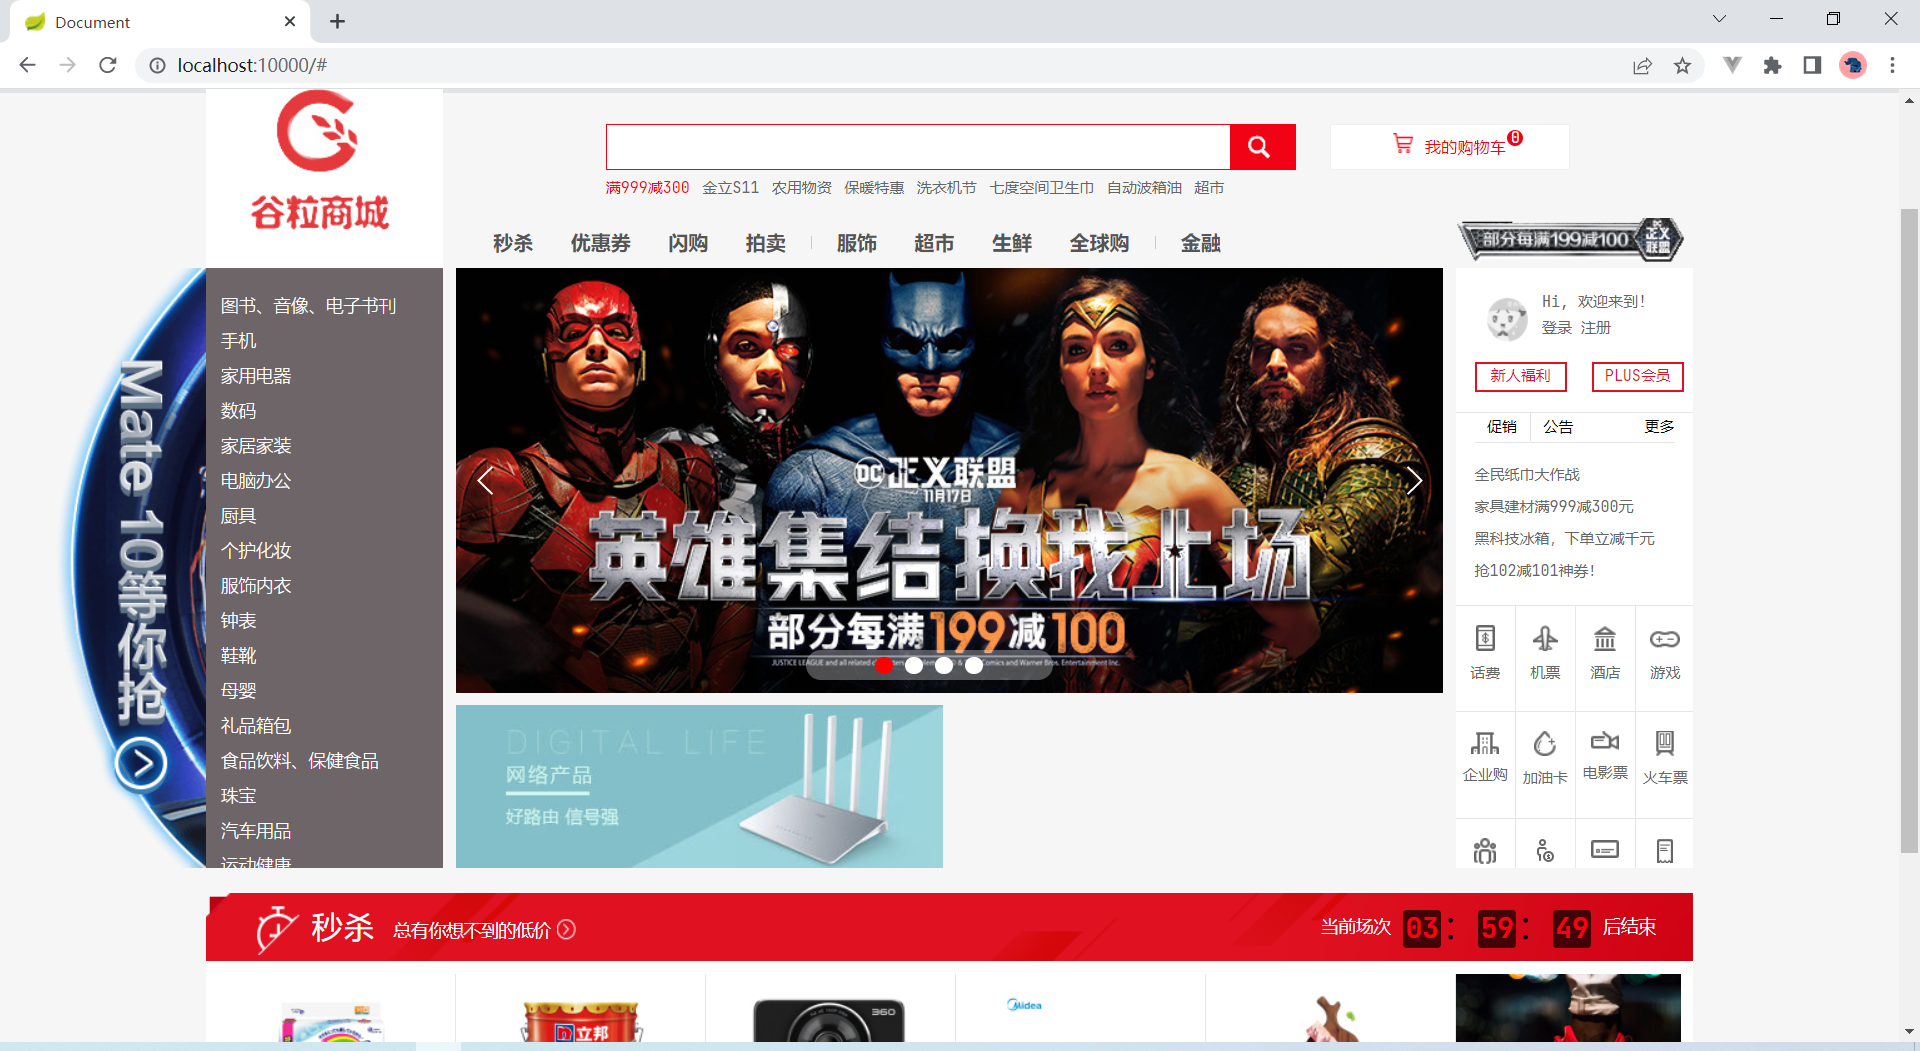 Document
localhost:10000/#
谷粒商城
我的购物车
0
满999减300 金立S11 农用物资 保暖特惠 洗衣机节 七度空间卫生巾 自动波箱油 超市
秒杀 优惠券 闪购 拍卖 服饰 超市 生鲜 全球购 金融
部分每满199减100
正义
联盟
Mate 10等你抢
图书、音像、电子书刊
手机
家用电器
数码
家居家装
电脑办公
厨具
个护化妆
服饰内衣
钟表
鞋靴
母婴
礼品箱包
食品饮料、保健食品
珠宝
汽车用品
运动健康
DC正义联盟
11月17日
英雄集结换我上场
部分每满199减100
DIGITAL LIFE
网络产品
好路由 信号强
Hi, 欢迎来到!
登录 注册
新人福利 PLUS会员
促销 公告 更多
全民纸巾大作战
家具建材满999减300元
黑科技冰箱，下单立减千元
抢102减101神券!
话费 机票 酒店 游戏
企业购 加油卡 电影票 火车票
秒杀 总有你想不到的低价
当前场次 03: 59: 49 后结束
立邦
360
Midea